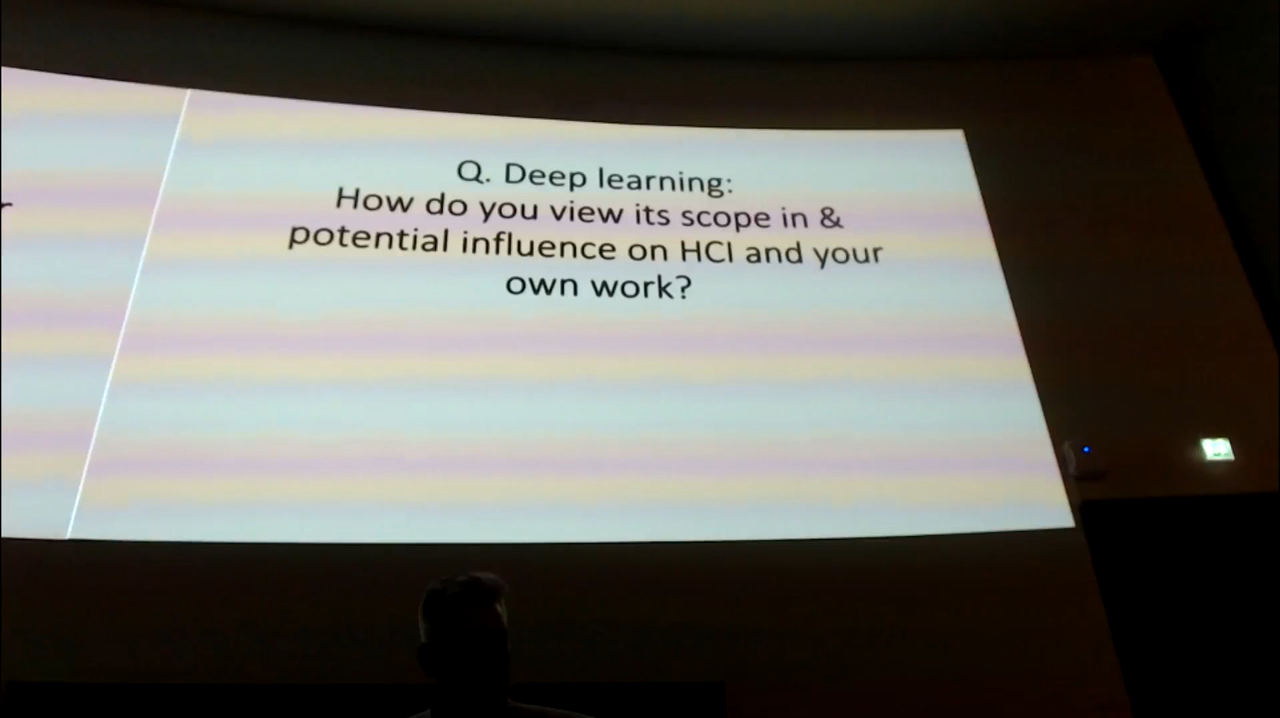 Q. Deep learning:
How do you view its scope in &
potential influence on HCI and your
own work?